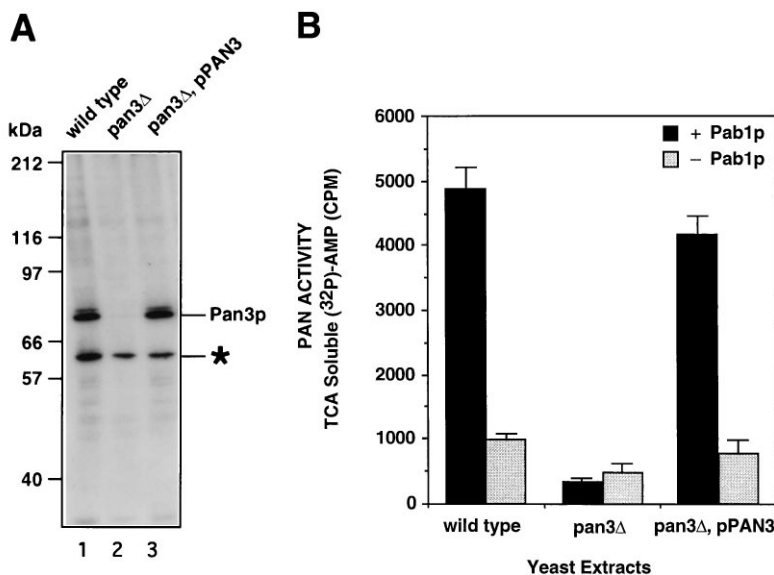 A
wild type
pan3Δ
pan3Δ, pPAN3
kDa
212
116
97
66
57
40
Pan3p
*
1 2 3
B
PAN ACTIVITY
TCA Soluble (³²P)-AMP (CPM)
6000
5000
4000
3000
2000
1000
0
+ Pab1p
− Pab1p
wild type pan3Δ pan3Δ, pPAN3
Yeast Extracts